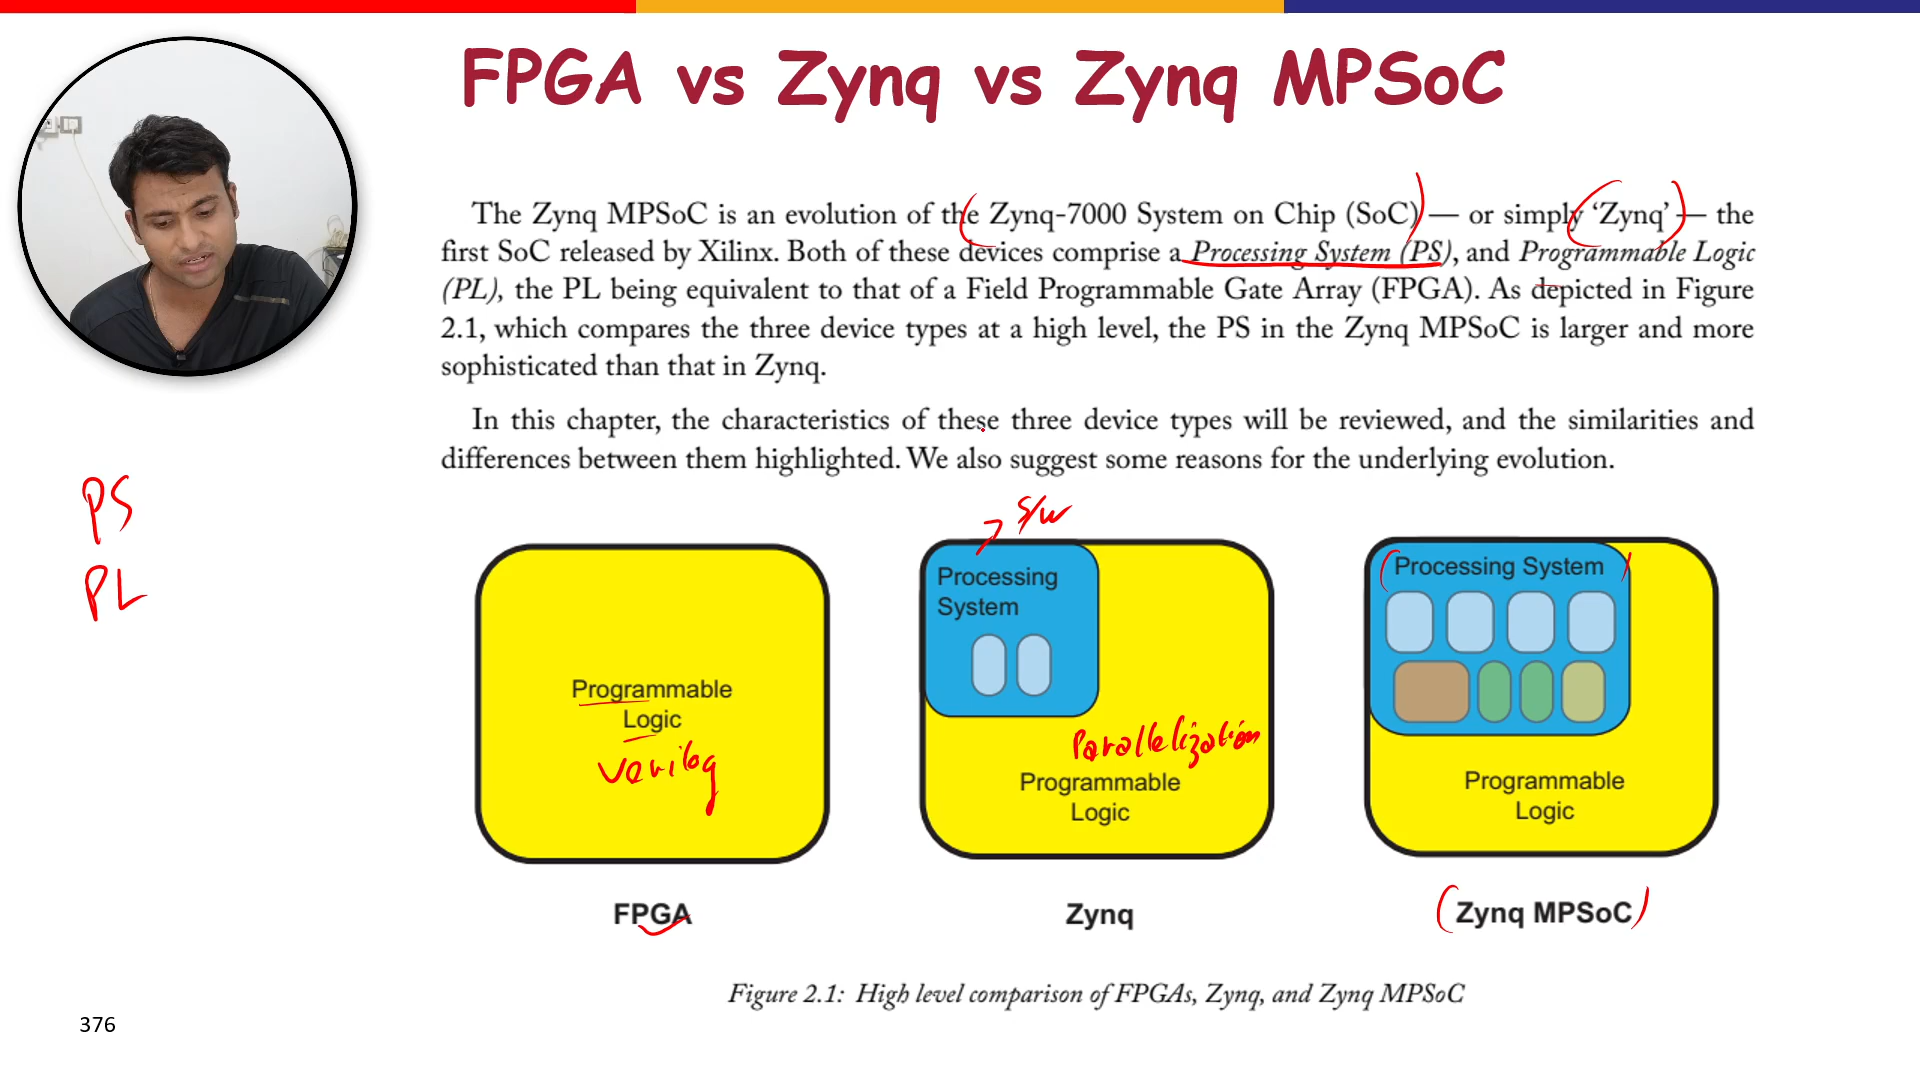 FPGA vs Zynq vs Zynq MPSoC
The Zynq MPSoC is an evolution of the Zynq-7000 System on Chip (SoC) — or simply ‘Zynq’ — the
first SoC released by Xilinx. Both of these devices comprise a Processing System (PS), and Programmable Logic
(PL), the PL being equivalent to that of a Field Programmable Gate Array (FPGA). As depicted in Figure
2.1, which compares the three device types at a high level, the PS in the Zynq MPSoC is larger and more
sophisticated than that in Zynq.
In this chapter, the characteristics of these three device types will be reviewed, and the similarities and
differences between them highlighted. We also suggest some reasons for the underlying evolution.
PS
PL
Programmable
Logic
Verilog
FPGA
S/W
Processing
System
Parallelization
Programmable
Logic
Zynq
Processing System
Programmable
Logic
(Zynq MPSoC)
Figure 2.1: High level comparison of FPGAs, Zynq, and Zynq MPSoC
376